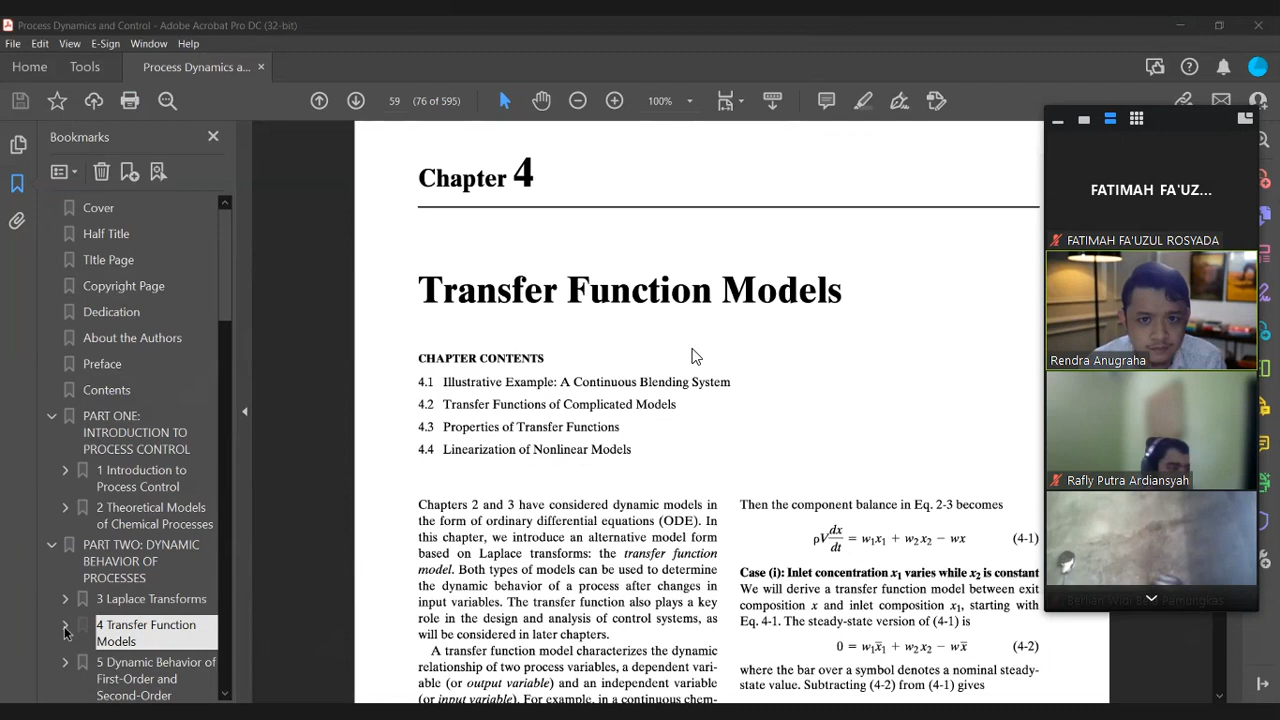 Process Dynamics and Control - Adobe Acrobat Pro DC (32-bit)
File Edit View E-Sign Window Help
Home Tools Process Dynamics a... ×
59 (76 of 595) 100%
Bookmarks
Cover
Half Title
TItle Page
Copyright Page
Dedication
About the Authors
Preface
Contents
PART ONE:
INTRODUCTION TO
PROCESS CONTROL
1 Introduction to
Process Control
2 Theoretical Models
of Chemical Processes
PART TWO: DYNAMIC
BEHAVIOR OF
PROCESSES
3 Laplace Transforms
4 Transfer Function
Models
5 Dynamic Behavior of
First-Order and
Second-Order
Chapter 4
Transfer Function Models
CHAPTER CONTENTS
4.1 Illustrative Example: A Continuous Blending System
4.2 Transfer Functions of Complicated Models
4.3 Properties of Transfer Functions
4.4 Linearization of Nonlinear Models
Chapters 2 and 3 have considered dynamic models in
the form of ordinary differential equations (ODE). In
this chapter, we introduce an alternative model form
based on Laplace transforms: the transfer function
model. Both types of models can be used to determine
the dynamic behavior of a process after changes in
input variables. The transfer function also plays a key
role in the design and analysis of control systems, as
will be considered in later chapters.
A transfer function model characterizes the dynamic
relationship of two process variables, a dependent vari-
able (or output variable) and an independent variable
(or input variable). For example, in a continuous chem-
Then the component balance in Eq. 2-3 becomes
ρV dx/dt = w₁x₁ + w₂x₂ − wx (4-1)
Case (i): Inlet concentration x₁ varies while x₂ is constant
We will derive a transfer function model between exit
composition x and inlet composition x₁, starting with
Eq. 4-1. The steady-state version of (4-1) is
0 = w₁x̄₁ + w₂x̄₂ − wx̄ (4-2)
where the bar over a symbol denotes a nominal steady-
state value. Subtracting (4-2) from (4-1) gives
FATIMAH FA'UZ...
FATIMAH FA'UZUL ROSYADA
Rendra Anugraha
Rafly Putra Ardiansyah